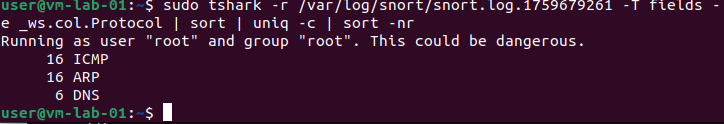 user@vm-lab-01:~$ sudo tshark -r /var/log/snort/snort.log.1759679261 -T fields -
e _ws.col.Protocol | sort | uniq -c | sort -nr
Running as user "root" and group "root". This could be dangerous.
     16 ICMP
     16 ARP
      6 DNS
user@vm-lab-01:~$